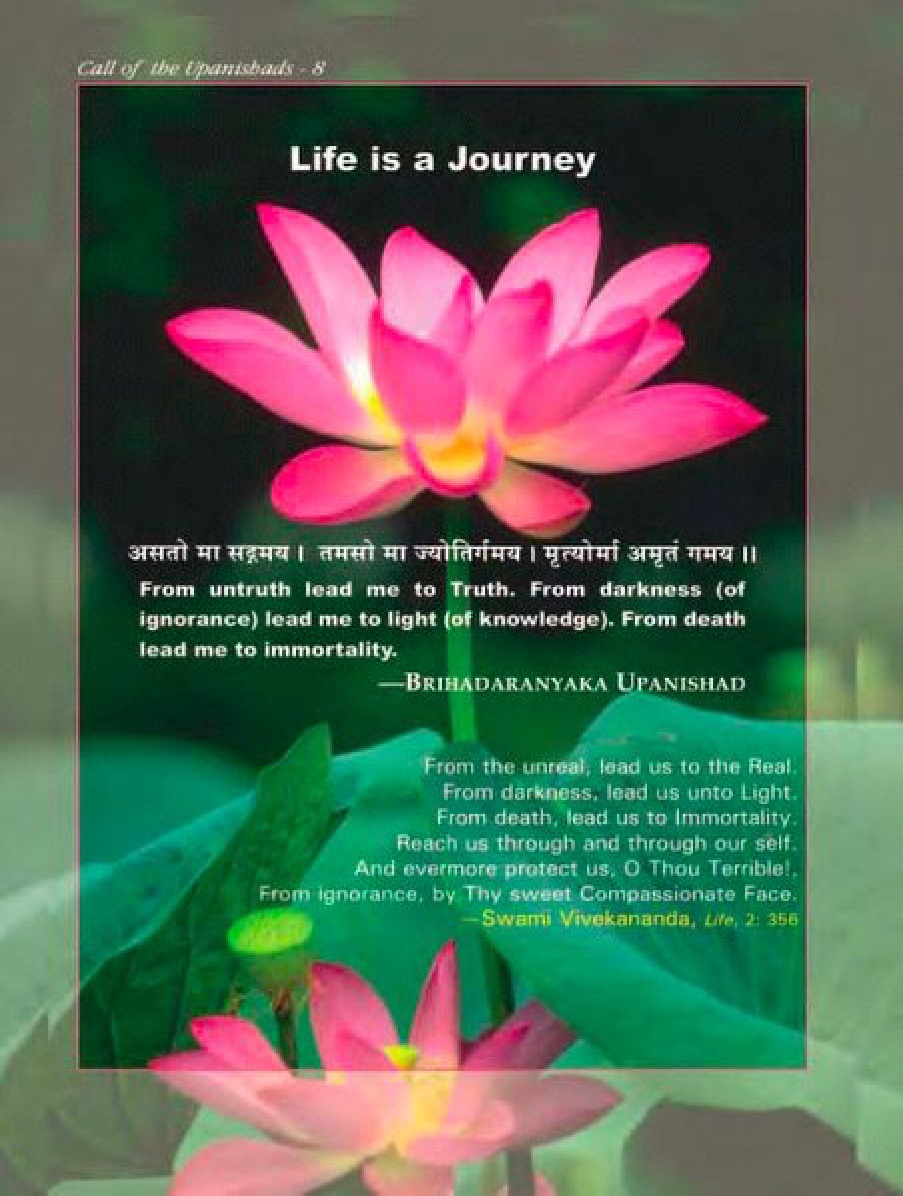 Call of the Upanishads - 8
Life is a Journey
असतो मा सद्गमय । तमसो मा ज्योतिर्गमय । मृत्योर्मा अमृतं गमय ।।
From untruth lead me to Truth. From darkness (of
ignorance) lead me to light (of knowledge). From death
lead me to immortality.
—BRIHADARANYAKA UPANISHAD
From the unreal, lead us to the Real.
From darkness, lead us unto Light.
From death, lead us to Immortality.
Reach us through and through our self.
And evermore protect us, O Thou Terrible!,
From ignorance, by Thy sweet Compassionate Face.
—Swami Vivekananda, Life, 2: 356